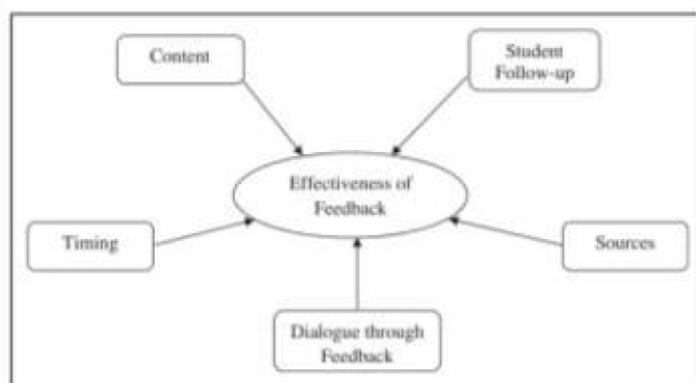 Content
Student
Follow-up
Effectiveness of
Feedback
Timing
Sources
Dialogue through
Feedback